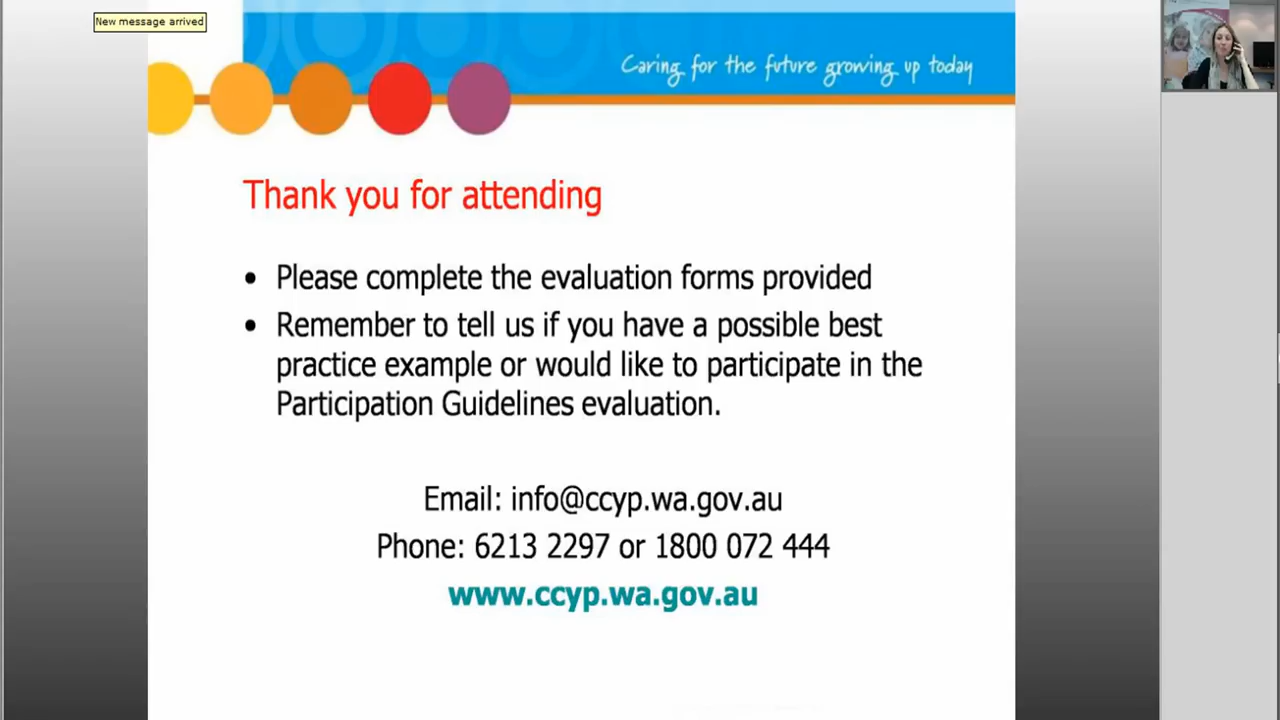 New message arrived
Caring for the future growing up today
Thank you for attending
• Please complete the evaluation forms provided
• Remember to tell us if you have a possible best
practice example or would like to participate in the
Participation Guidelines evaluation.
Email: info@ccyp.wa.gov.au
Phone: 6213 2297 or 1800 072 444
www.ccyp.wa.gov.au